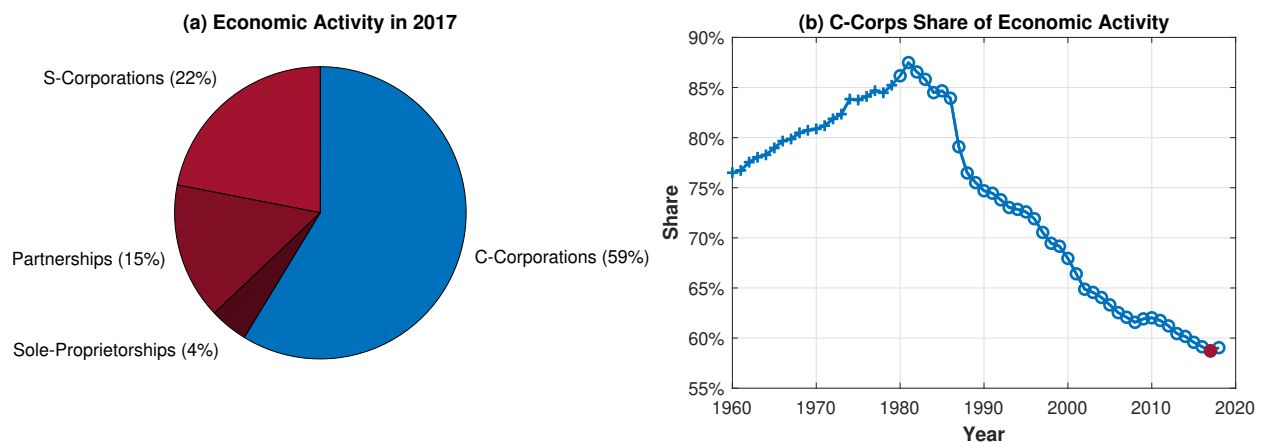 (a) Economic Activity in 2017
S-Corporations (22%)
Partnerships (15%)
Sole-Proprietorships (4%)
C-Corporations (59%)
(b) C-Corps Share of Economic Activity
90%
85%
80%
75%
70%
65%
60%
55%
Share
1960 1970 1980 1990 2000 2010 2020
Year